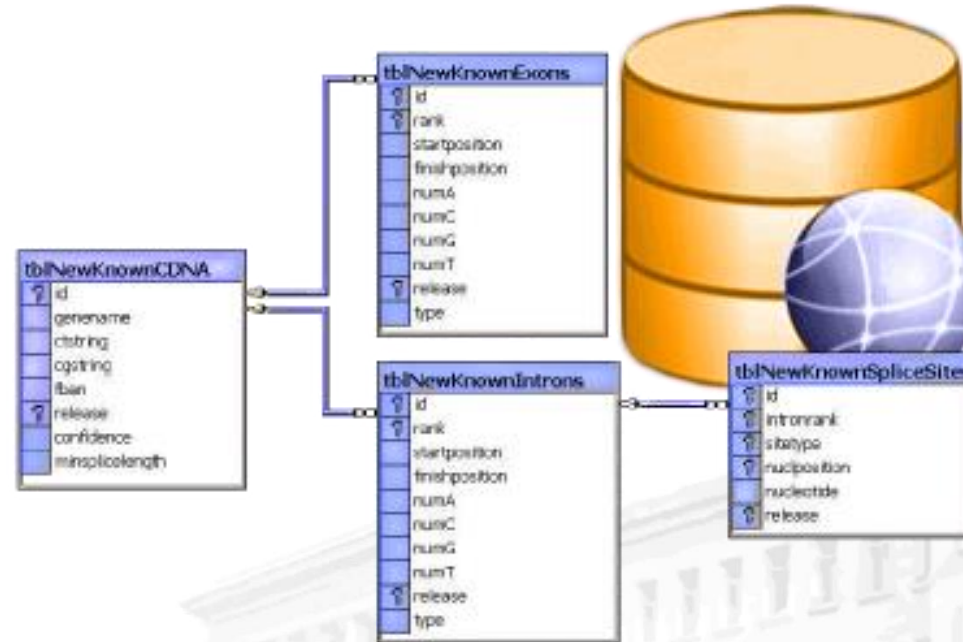 tblNewKnownCDNA
id
genename
ctstring
cgstring
fban
release
confidence
minsplicelength
tblNewKnownExons
id
rank
startposition
finishposition
numA
numC
numG
numT
release
type
tblNewKnownIntrons
id
rank
startposition
finishposition
numA
numC
numG
numT
release
type
tblNewKnownSpliceSite
id
intronrank
sitetype
nuclposition
nucleotide
release